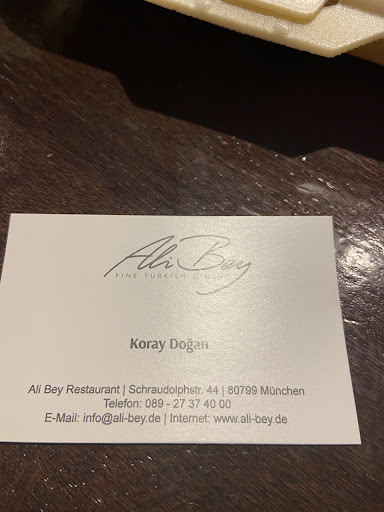 Ali Bey
FINE TURKISH DINING
Koray Doğan
Ali Bey Restaurant | Schraudolphstr. 44 | 80799 München
Telefon: 089 - 27 37 40 00
E-Mail: info@ali-bey.de | Internet: www.ali-bey.de